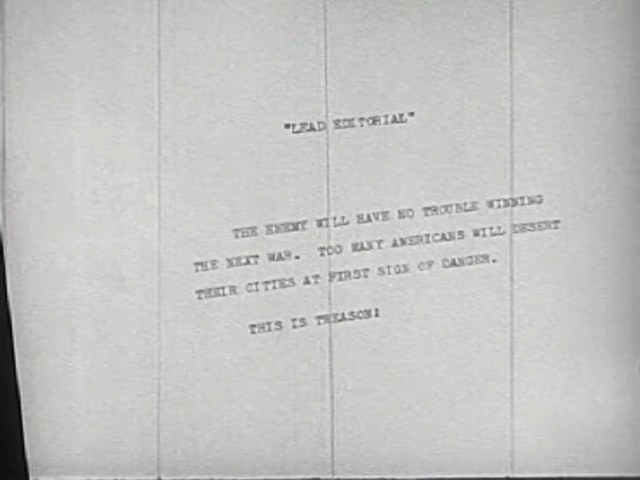 "LEAD EDITORIAL"
THE ENEMY WILL HAVE NO TROUBLE WINNING
THE NEXT WAR. TOO MANY AMERICANS WILL DESERT
THEIR CITIES AT FIRST SIGN OF DANGER.
THIS IS TREASON!